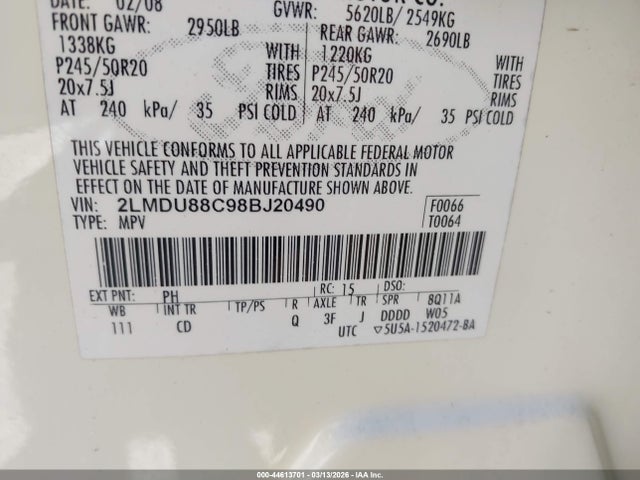 DATE: 02/08 MOTOR CO.
GVWR: 5620LB/ 2549KG
FRONT GAWR: 2950LB REAR GAWR: 2690LB
1338KG WITH 1220KG WITH
P245/50R20 TIRES P245/50R20 TIRES
20x7.5J RIMS 20x7.5J RIMS
AT 240 kPa/ 35 PSI COLD AT 240 kPa/ 35 PSI COLD
THIS VEHICLE CONFORMS TO ALL APPLICABLE FEDERAL MOTOR
VEHICLE SAFETY AND THEFT PREVENTION STANDARDS IN
EFFECT ON THE DATE OF MANUFACTURE SHOWN ABOVE.
VIN: 2LMDU88C98BJ20490 F0066
TYPE: MPV T0064
EXT PNT: PH RC: 15 DSO:
WB INT TR TP/PS R AXLE TR SPR 8Q11A
111 CD Q 3F J DDDD W05
UTC ▽5U5A-1520472-BA
000-44613701 - 03/13/2026 - IAA Inc.